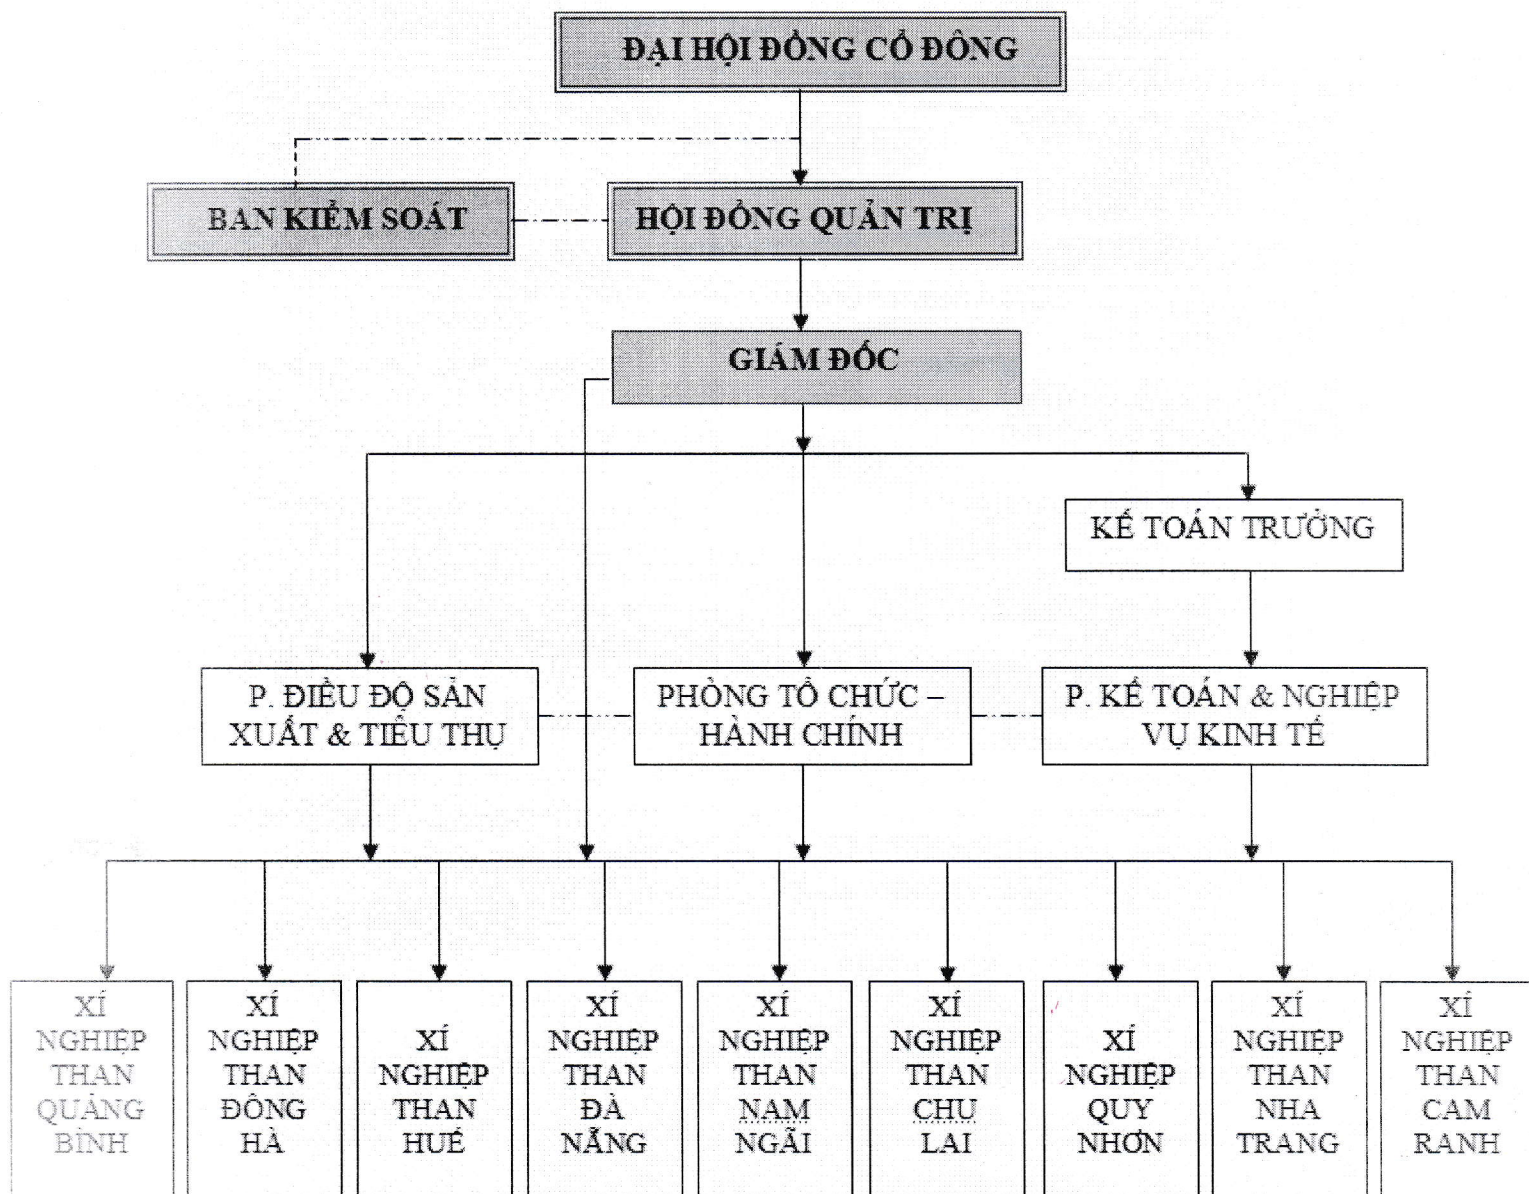 ĐẠI HỘI ĐỒNG CỔ ĐÔNG
BAN KIỂM SOÁT
HỘI ĐỒNG QUẢN TRỊ
GIÁM ĐỐC
KẾ TOÁN TRƯỞNG
P. ĐIỀU ĐỘ SẢN
XUẤT & TIÊU THỤ
PHÒNG TỔ CHỨC –
HÀNH CHÍNH
P. KẾ TOÁN & NGHIỆP
VỤ KINH TẾ
XÍ
NGHIỆP
THAN
QUẢNG
BÌNH
XÍ
NGHIỆP
THAN
ĐÔNG
HÀ
XÍ
NGHIỆP
THAN
HUẾ
XÍ
NGHIỆP
THAN
ĐÀ
NẴNG
XÍ
NGHIỆP
THAN
NAM
NGÃI
XÍ
NGHIỆP
THAN
CHU
LAI
XÍ
NGHIỆP
QUY
NHƠN
XÍ
NGHIỆP
THAN
NHA
TRANG
XÍ
NGHIỆP
THAN
CAM
RANH